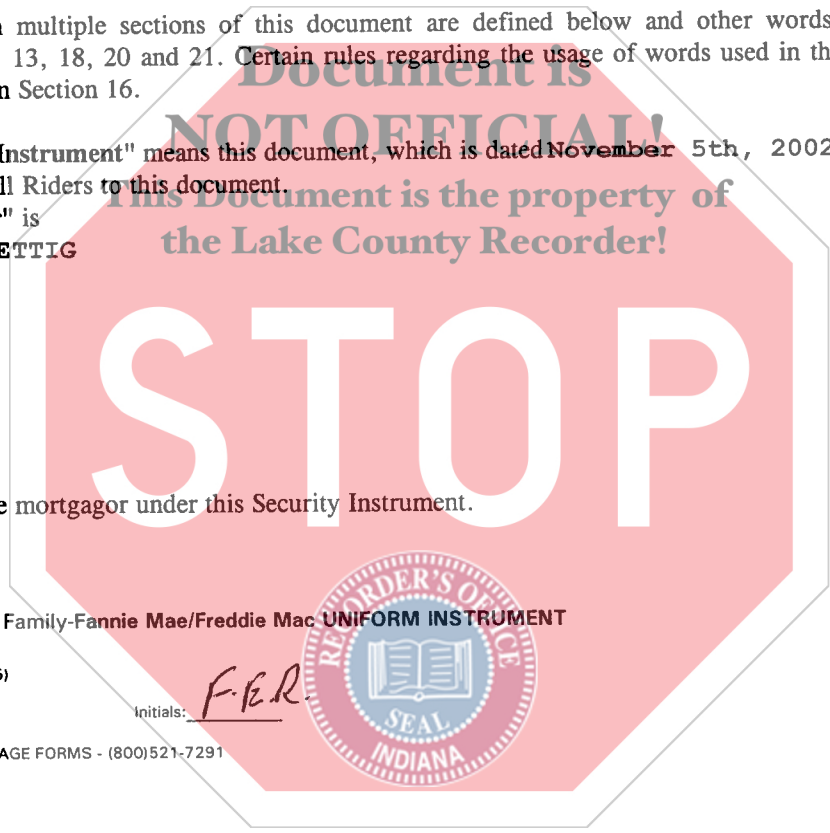 multiple sections of this document are defined below and other words
13, 18, 20 and 21. Certain rules regarding the usage of words used in th
n Section 16.
Document is
NOT OFFICIAL!
Instrument" means this document, which is dated November 5th, 2002
ll Riders to this document.
This Document is the property of
" is
the Lake County Recorder!
ETTIG
STOP
e mortgagor under this Security Instrument.
RECORDER'S OFFICE
Family-Fannie Mae/Freddie Mac UNIFORM INSTRUMENT
Initials: F.E.R.
SEAL
INDIANA
AGE FORMS - (800)521-7291